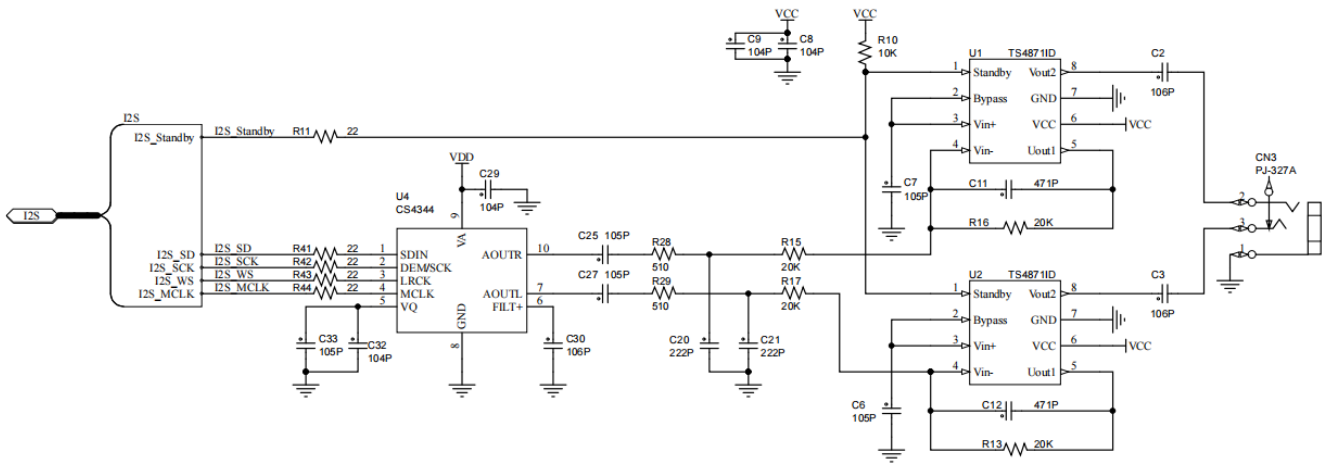 VCC
C9
104P
C8
104P
VCC
R10
10K
U1 TS4871ID
1 Standby Vout2 8
2 Bypass GND 7
3 Vin+ VCC 6 VCC
4 Vin- Uout1 5
C2
106P
C7
105P
C11 471P
R16 20K
CN3
PJ-327A
2
3
1
I2S
I2S
I2S_Standby I2S_Standby R11 22
I2S_SD I2S_SD R41 22
I2S_SCK I2S_SCK R42 22
I2S_WS I2S_WS R43 22
I2S_MCLK I2S_MCLK R44 22
VDD
C29
104P
U4
CS4344
9
VA
1 SDIN AOUTR 10
2 DEM/SCK
3 LRCK
4 MCLK AOUTL 7
5 VQ FILT+ 6
GND
8
C33
105P
C32
104P
C30
106P
C25 105P
R28
510
R15
20K
C27 105P
R29
510
R17
20K
C20
222P
C21
222P
U2 TS4871ID
1 Standby Vout2 8
2 Bypass GND 7
3 Vin+ VCC 6 VCC
4 Vin- Uout1 5
C3
106P
C6
105P
C12 471P
R13 20K